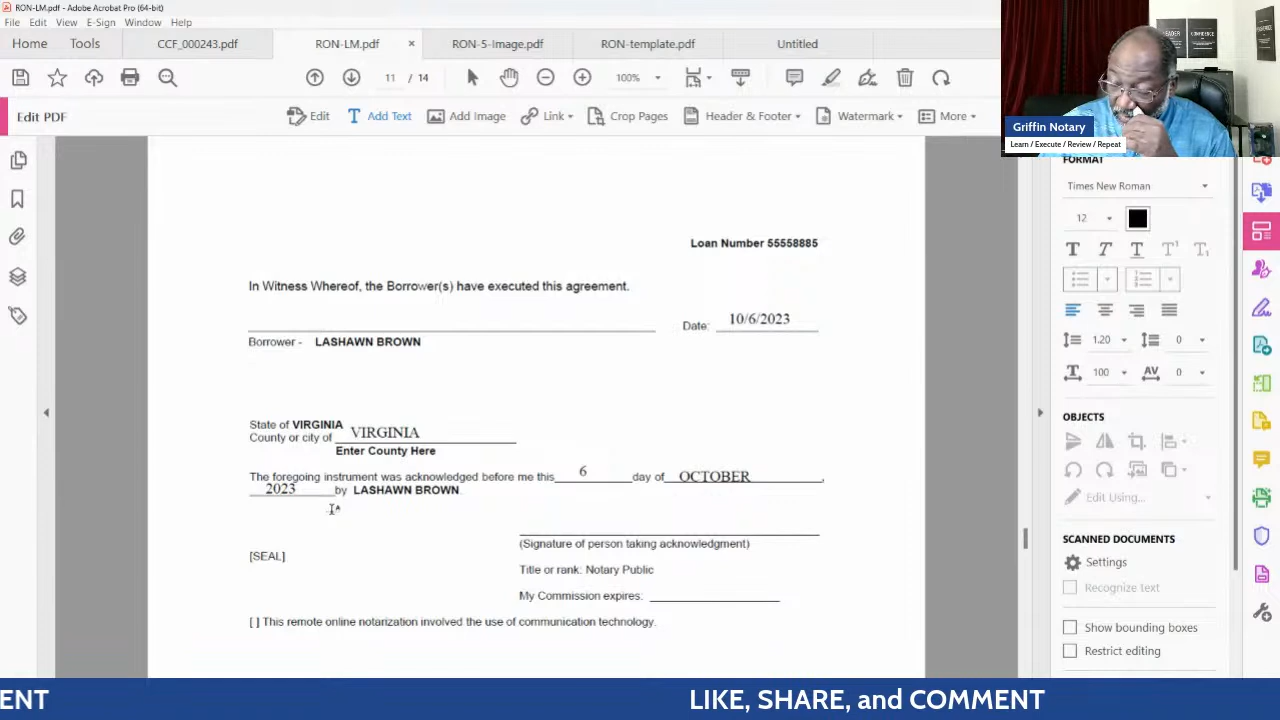 RON-LM.pdf - Adobe Acrobat Pro (64-bit)
File Edit View E-Sign Window Help
Home Tools CCF_000243.pdf RON-LM.pdf × RON-5-Image.pdf RON-template.pdf Untitled
11 / 14 100%
Edit PDF Edit Add Text Add Image Link Crop Pages Header & Footer Watermark More
Griffin Notary
Learn / Execute / Review / Repeat
Loan Number 55558885
In Witness Whereof, the Borrower(s) have executed this agreement.
Date: 10/6/2023
Borrower - LASHAWN BROWN
State of VIRGINIA
County or city of VIRGINIA
Enter County Here
The foregoing instrument was acknowledged before me this 6 day of OCTOBER ,
2023 by LASHAWN BROWN
(Signature of person taking acknowledgment)
[SEAL]
Title or rank: Notary Public
My Commission expires:
[ ] This remote online notarization involved the use of communication technology.
FORMAT
Times New Roman
12
T T T T¹ T₁
1.20 0
100 AV 0
OBJECTS
Edit Using...
SCANNED DOCUMENTS
Settings
Recognize text
Show bounding boxes
Restrict editing
ENT LIKE, SHARE, and COMMENT